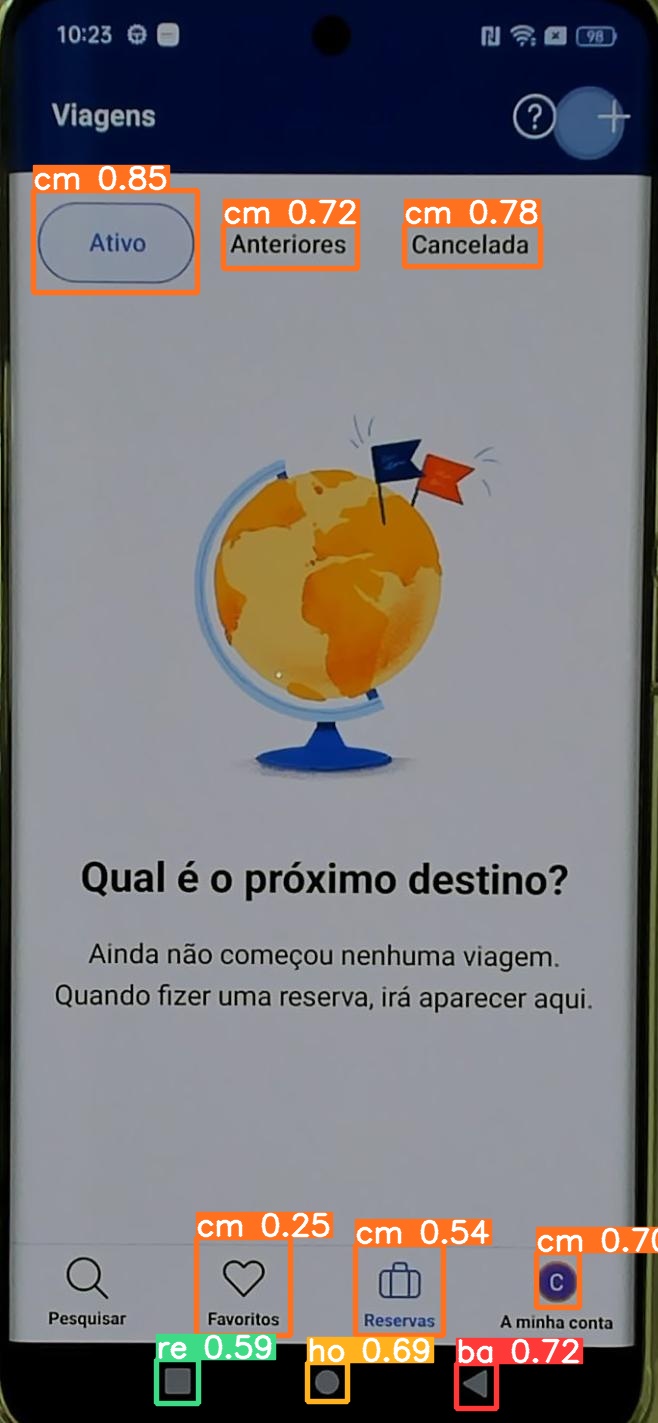 10:23 98
Viagens ? +
cm 0.85
cm 0.72 cm 0.78
Ativo Anteriores Cancelada
Qual é o próximo destino?
Ainda não começou nenhuma viagem.
Quando fizer uma reserva, irá aparecer aqui.
cm 0.25 cm 0.54 cm 0.70
C
Pesquisar Favoritos Reservas A minha conta
re 0.59 ho 0.69 ba 0.72